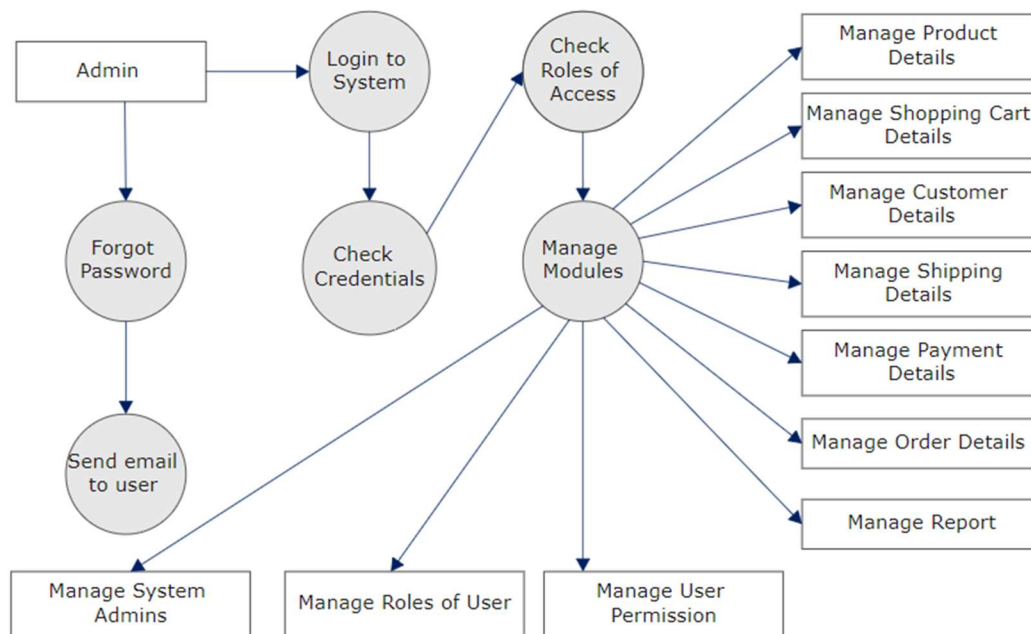 Admin
Login to
System
Check
Roles of
Access
Manage Product
Details
Manage Shopping Cart
Details
Manage Customer
Details
Forgot
Password
Check
Credentials
Manage
Modules
Manage Shipping
Details
Manage Payment
Details
Manage Order Details
Send email
to user
Manage Report
Manage System
Admins
Manage Roles of User
Manage User
Permission